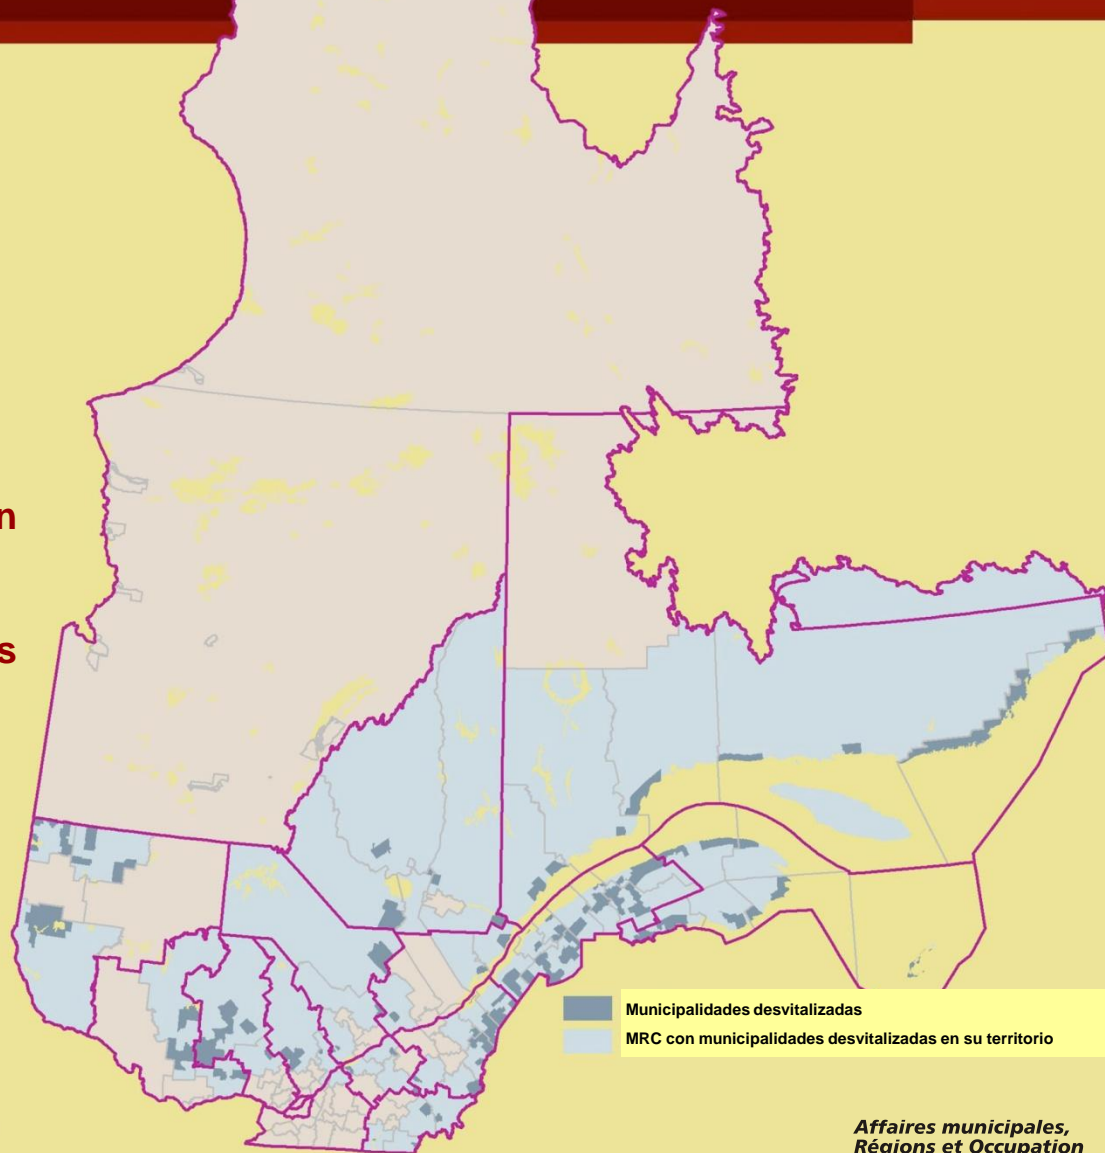 n
s
Municipalidades desvitalizadas
MRC con municipalidades desvitalizadas en su territorio
Affaires municipales,
Régions et Occupation